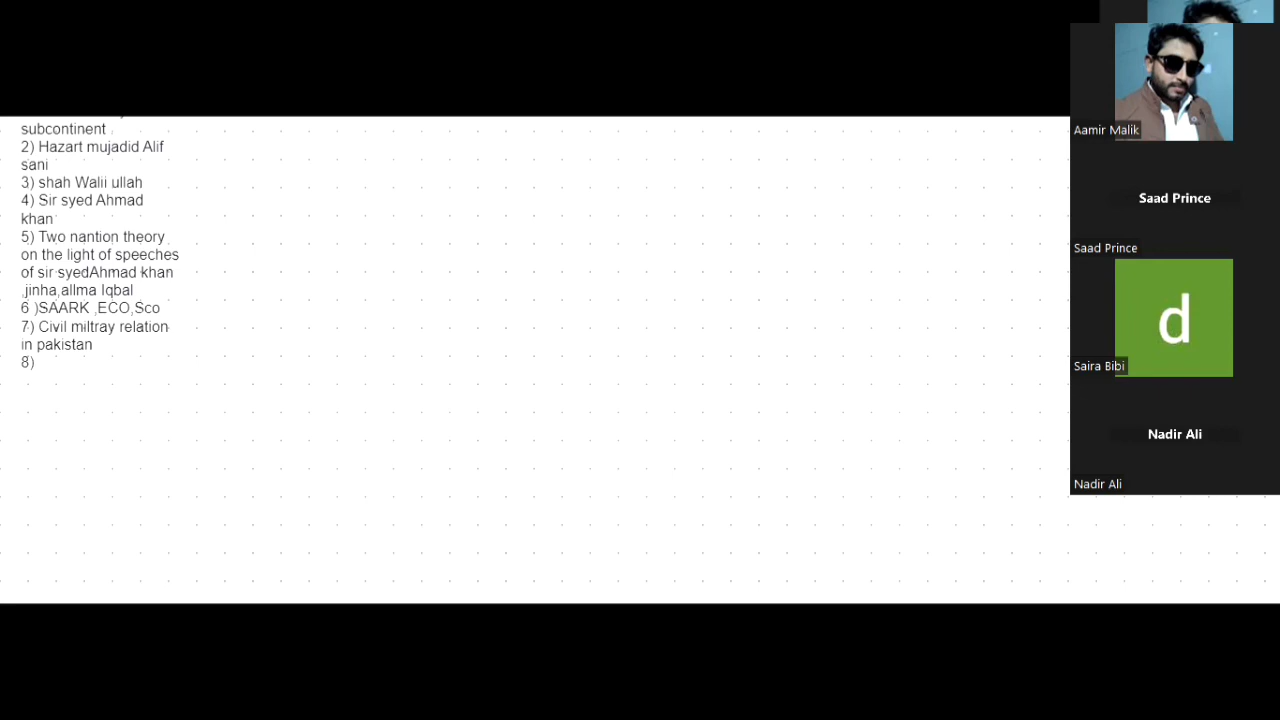 subcontinent
2) Hazart mujadid Alif
sani
3) shah Walii ullah
4) Sir syed Ahmad
khan
5) Two nantion theory
on the light of speeches
of sir syedAhmad khan
,jinha,allma Iqbal
6 )SAARK ,ECO,Sco
7) Civil miltray relation
in pakistan
8)
Aamir Malik
Saad Prince
Saad Prince
d
Saira Bibi
Nadir Ali
Nadir Ali